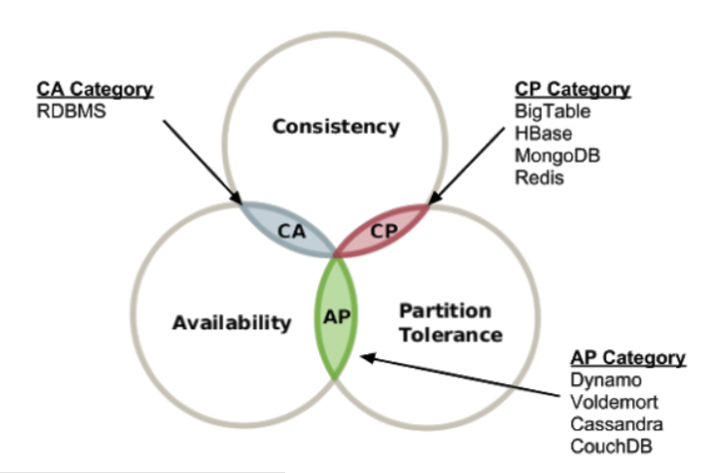 CA Category
RDBMS
CP Category
BigTable
HBase
MongoDB
Redis
Consistency
CA
CP
AP
Availability
Partition
Tolerance
AP Category
Dynamo
Voldemort
Cassandra
CouchDB